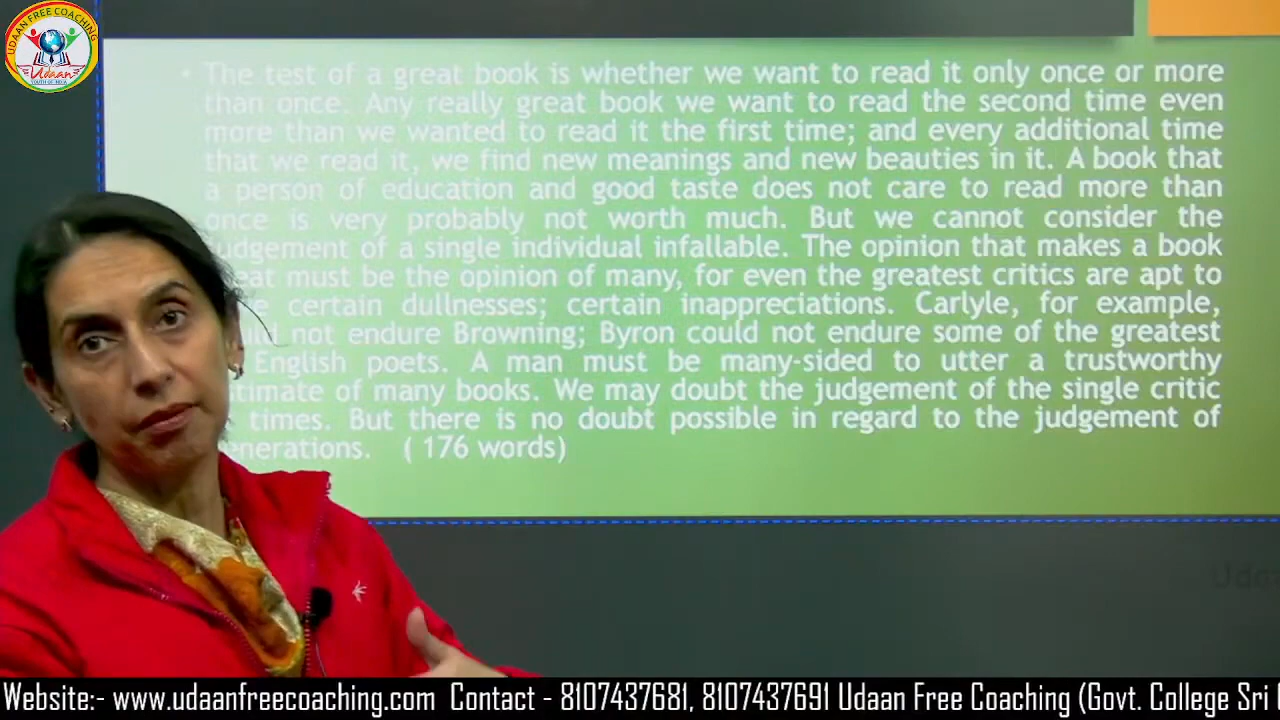 UDAAN FREE COACHING
Udaan
YOUTH OF INDIA
• The test of a great book is whether we want to read it only once or more
than once. Any really great book we want to read the second time even
more than we wanted to read it the first time; and every additional time
that we read it, we find new meanings and new beauties in it. A book that
a person of education and good taste does not care to read more than
once is very probably not worth much. But we cannot consider the
udgement of a single individual infallable. The opinion that makes a book
eat must be the opinion of many, for even the greatest critics are apt to
certain dullnesses; certain inappreciations. Carlyle, for example,
not endure Browning; Byron could not endure some of the greatest
English poets. A man must be many-sided to utter a trustworthy
timate of many books. We may doubt the judgement of the single critic
times. But there is no doubt possible in regard to the judgement of
enerations. ( 176 words)
Website:- www.udaanfreecoaching.com Contact - 8107437681, 8107437691 Udaan Free Coaching (Govt. College Sri